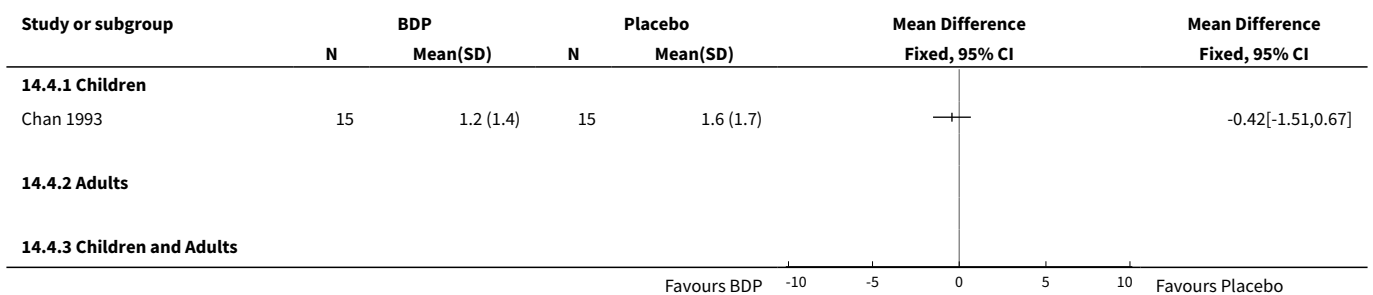 Study or subgroup BDP Placebo Mean Difference Mean Difference
N Mean(SD) N Mean(SD) Fixed, 95% CI Fixed, 95% CI
14.4.1 Children
Chan 1993 15 1.2 (1.4) 15 1.6 (1.7) -0.42[-1.51,0.67]
14.4.2 Adults
14.4.3 Children and Adults
Favours BDP -10 -5 0 5 10 Favours Placebo